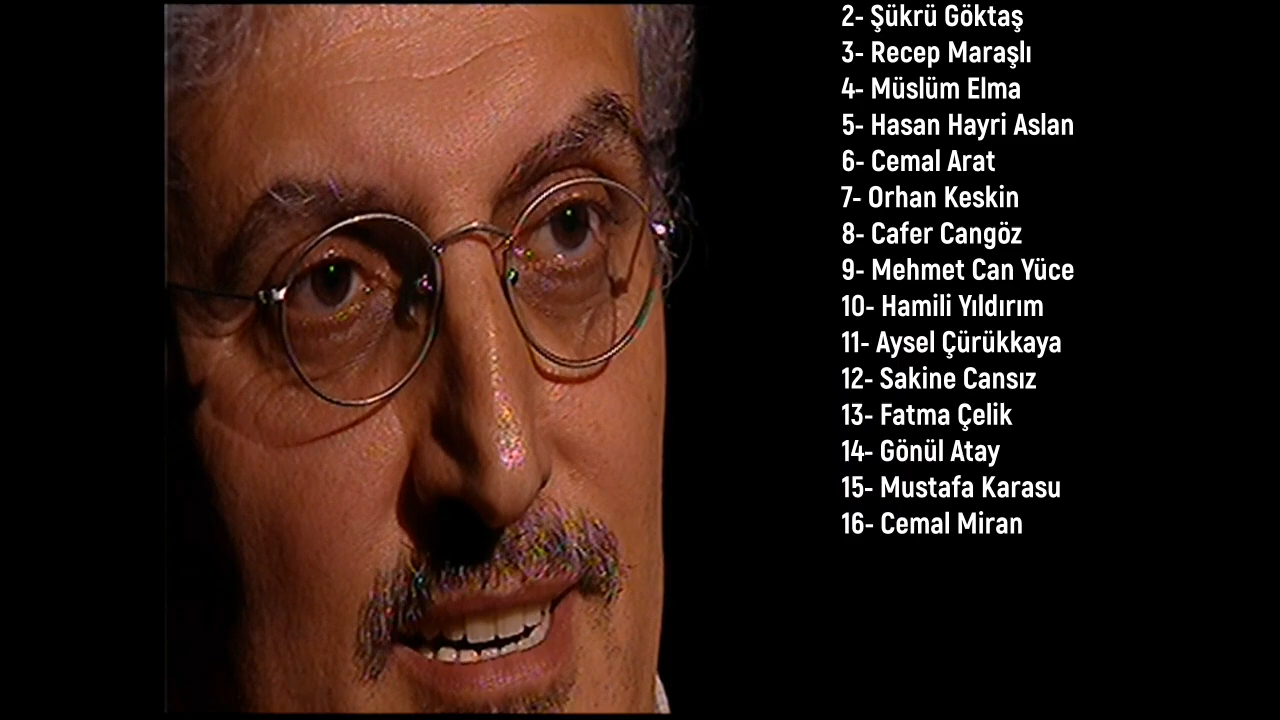 2- Şükrü Göktaş
3- Recep Maraşlı
4- Müslüm Elma
5- Hasan Hayri Aslan
6- Cemal Arat
7- Orhan Keskin
8- Cafer Cangöz
9- Mehmet Can Yüce
10- Hamili Yıldırım
11- Aysel Çürükkaya
12- Sakine Cansız
13- Fatma Çelik
14- Gönül Atay
15- Mustafa Karasu
16- Cemal Miran